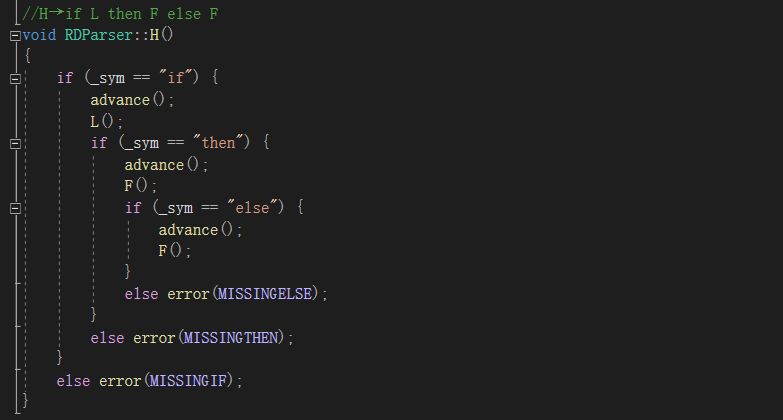 //H→if L then F else F
void RDParser::H()
{
    if (_sym == "if") {
        advance();
        L();
        if (_sym == "then") {
            advance();
            F();
            if (_sym == "else") {
                advance();
                F();
            }
            else error(MISSINGELSE);
        }
        else error(MISSINGTHEN);
    }
    else error(MISSINGIF);
}